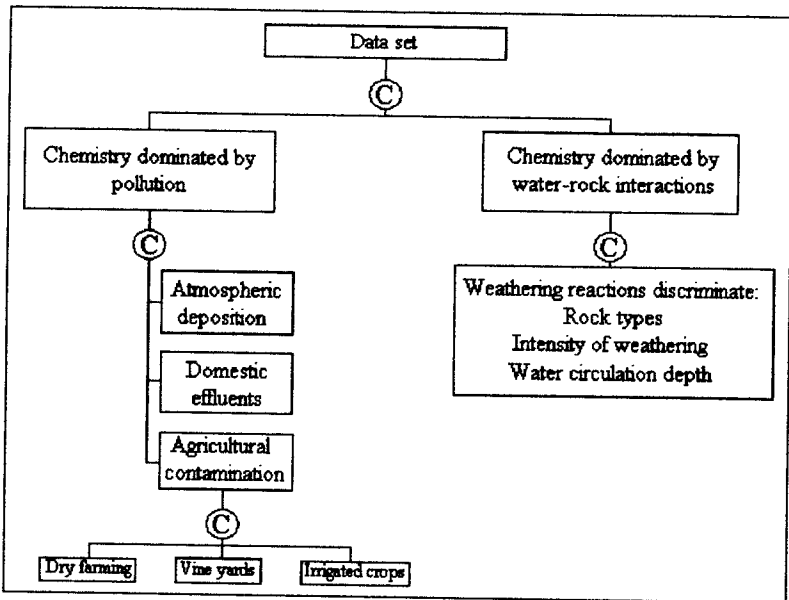 Data set
C
Chemistry dominated by
pollution
Chemistry dominated by
water-rock interactions
C
C
Atmospheric
deposition
Domestic
effluents
Agricultural
contamination
Weathering reactions discriminate:
Rock types
Intensity of weathering
Water circulation depth
C
Dry farming
Vine yards
Irrigated crops